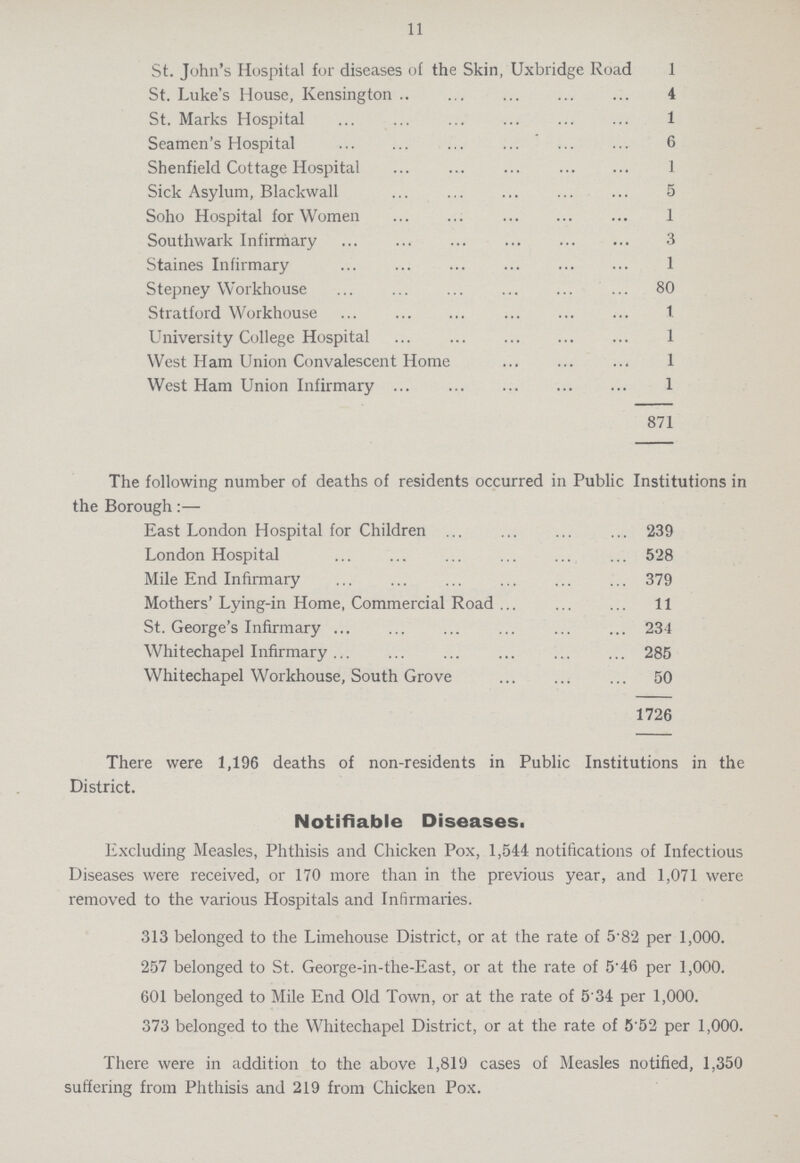 11
St. John's Hospital for diseases of the Skin, Uxbridge Road 1
St. Luke's House, Kensington .. ... ... ... ... 4
St. Marks Hospital ... ... ... ... ... ... 1
Seamen's Hospital ... ... ... ... ... ... 6
Shenfield Cottage Hospital ... ... ... ... ... 1
Sick Asylum, Blackwall ... ... ... ... ... 5
Soho Hospital for Women ... ... ... ... ... 1
Southwark Infirmary ... ... ... ... ... ... 3
Staines Infirmary ... ... ... ... ... ... 1
Stepney Workhouse ... ... ... ... ... ... 80
Stratford Workhouse ... ... ... ... ... ... 1
University College Hospital ... ... ... ... ... 1
West Ham Union Convalescent Home ... ... ... 1
West Ham Union Infirmary ... ... ... ... ... 1
871
The following number of deaths of residents occurred in Public Institutions in
the Borough :—
East London Hospital for Children ... ... ... ... 239
London Hospital ... ... ... ... ... ... 528
Mile End Infirmary ... ... ... ... ... ... 379
Mothers' Lying-in Home, Commercial Road ... ... ... 11
St. George's Infirmary ... ... ... ... ... ... 234
Whitechapel Infirmary ... ... ... ... ... ... 285
Whitechapel Workhouse, South Grove ... ... ... 50
1726
There were 1,196 deaths of non-residents in Public Institutions in the
District.
Notifiable Diseases.
Excluding Measles, Phthisis and Chicken Pox, 1,544 notifications of Infectious
Diseases were received, or 170 more than in the previous year, and 1,071 were
removed to the various Hospitals and Infirmaries.
313 belonged to the Limehouse District, or at the rate of 5·82 per 1,000.
257 belonged to St. George-in-the-East, or at the rate of 5·46 per 1,000.
601 belonged to Mile End Old Town, or at the rate of 5·34 per 1,000.
373 belonged to the Whitechapel District, or at the rate of 5·52 per 1,000.
There were in addition to the above 1,819 cases of Measles notified, 1,350
suffering from Phthisis and 219 from Chicken Pox.